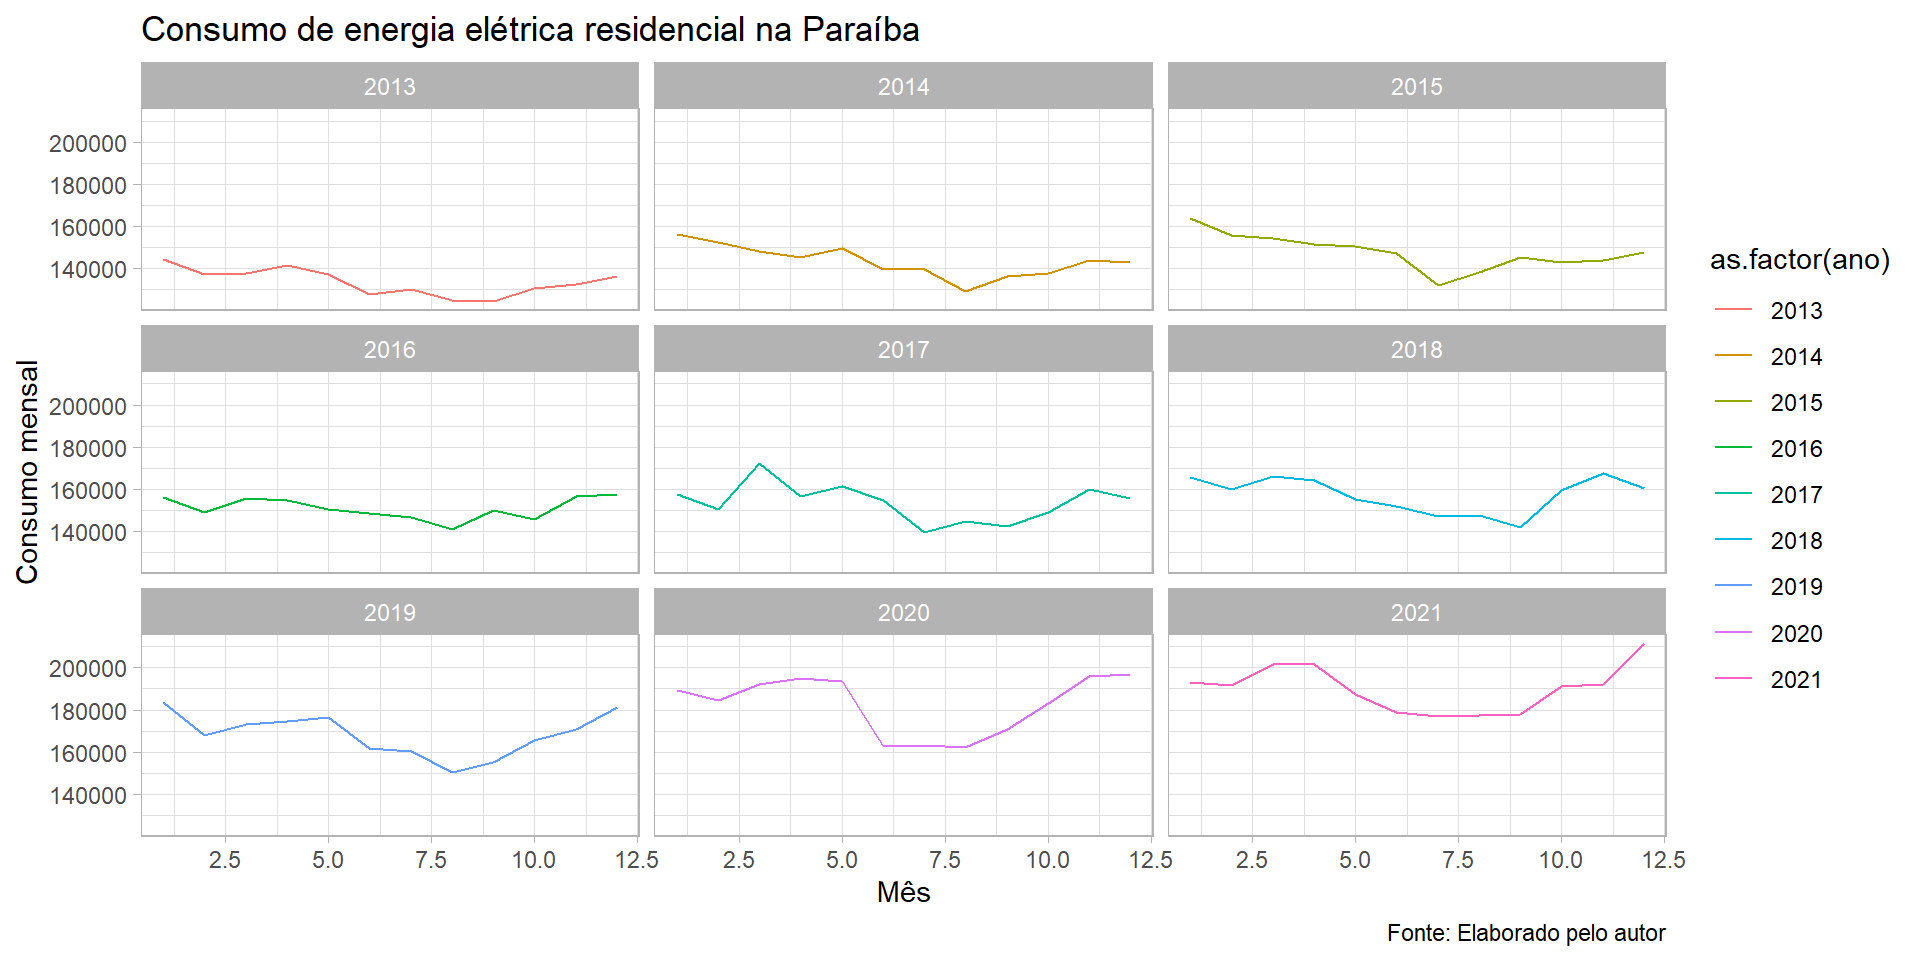 Consumo de energia elétrica residencial na Paraíba
2013 2014 2015
200000
180000
160000
140000
2016 2017 2018
200000
180000
160000
140000
2019 2020 2021
200000
180000
160000
140000
2.5 5.0 7.5 10.0 12.5 2.5 5.0 7.5 10.0 12.5 2.5 5.0 7.5 10.0 12.5
Consumo mensal
Mês
as.factor(ano)
2013
2014
2015
2016
2017
2018
2019
2020
2021
Fonte: Elaborado pelo autor